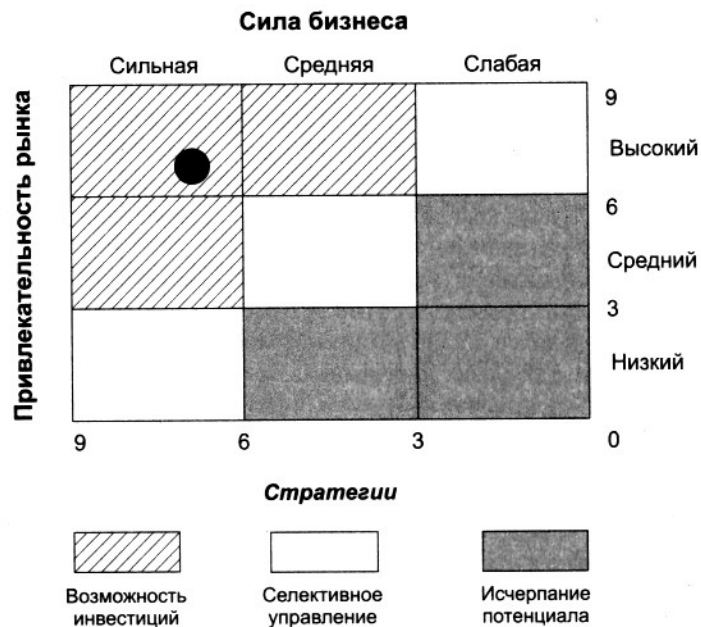 Сила бизнеса
Сильная Средняя Слабая
Привлекательность рынка
9
Высокий
6
Средний
3
Низкий
9 6 3 0
Стратегии
Возможность инвестиций
Селективное управление
Исчерпание потенциала